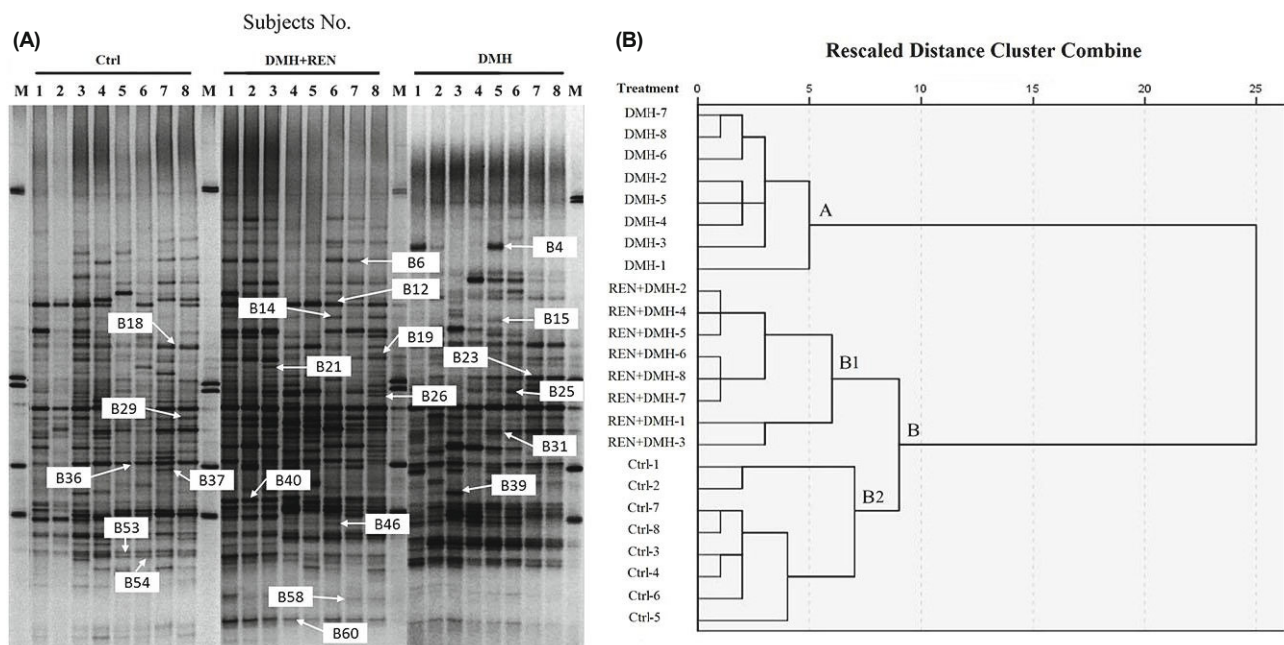 Subjects No.
(A)
Ctrl DMH+REN DMH
M 1 2 3 4 5 6 7 8 M 1 2 3 4 5 6 7 8 M 1 2 3 4 5 6 7 8 M
B4
B6
B12
B14
B15
B18
B19
B21
B23
B25
B26
B29
B31
B36
B37
B40
B39
B46
B53
B54
B58
B60
(B)
Rescaled Distance Cluster Combine
Treatment 0 5 10 15 20 25
DMH-7
DMH-8
DMH-6
DMH-2
DMH-5
DMH-4
DMH-3
DMH-1
REN+DMH-2
REN+DMH-4
REN+DMH-5
REN+DMH-6
REN+DMH-8
REN+DMH-7
REN+DMH-1
REN+DMH-3
Ctrl-1
Ctrl-2
Ctrl-7
Ctrl-8
Ctrl-3
Ctrl-4
Ctrl-6
Ctrl-5
A
B1
B
B2